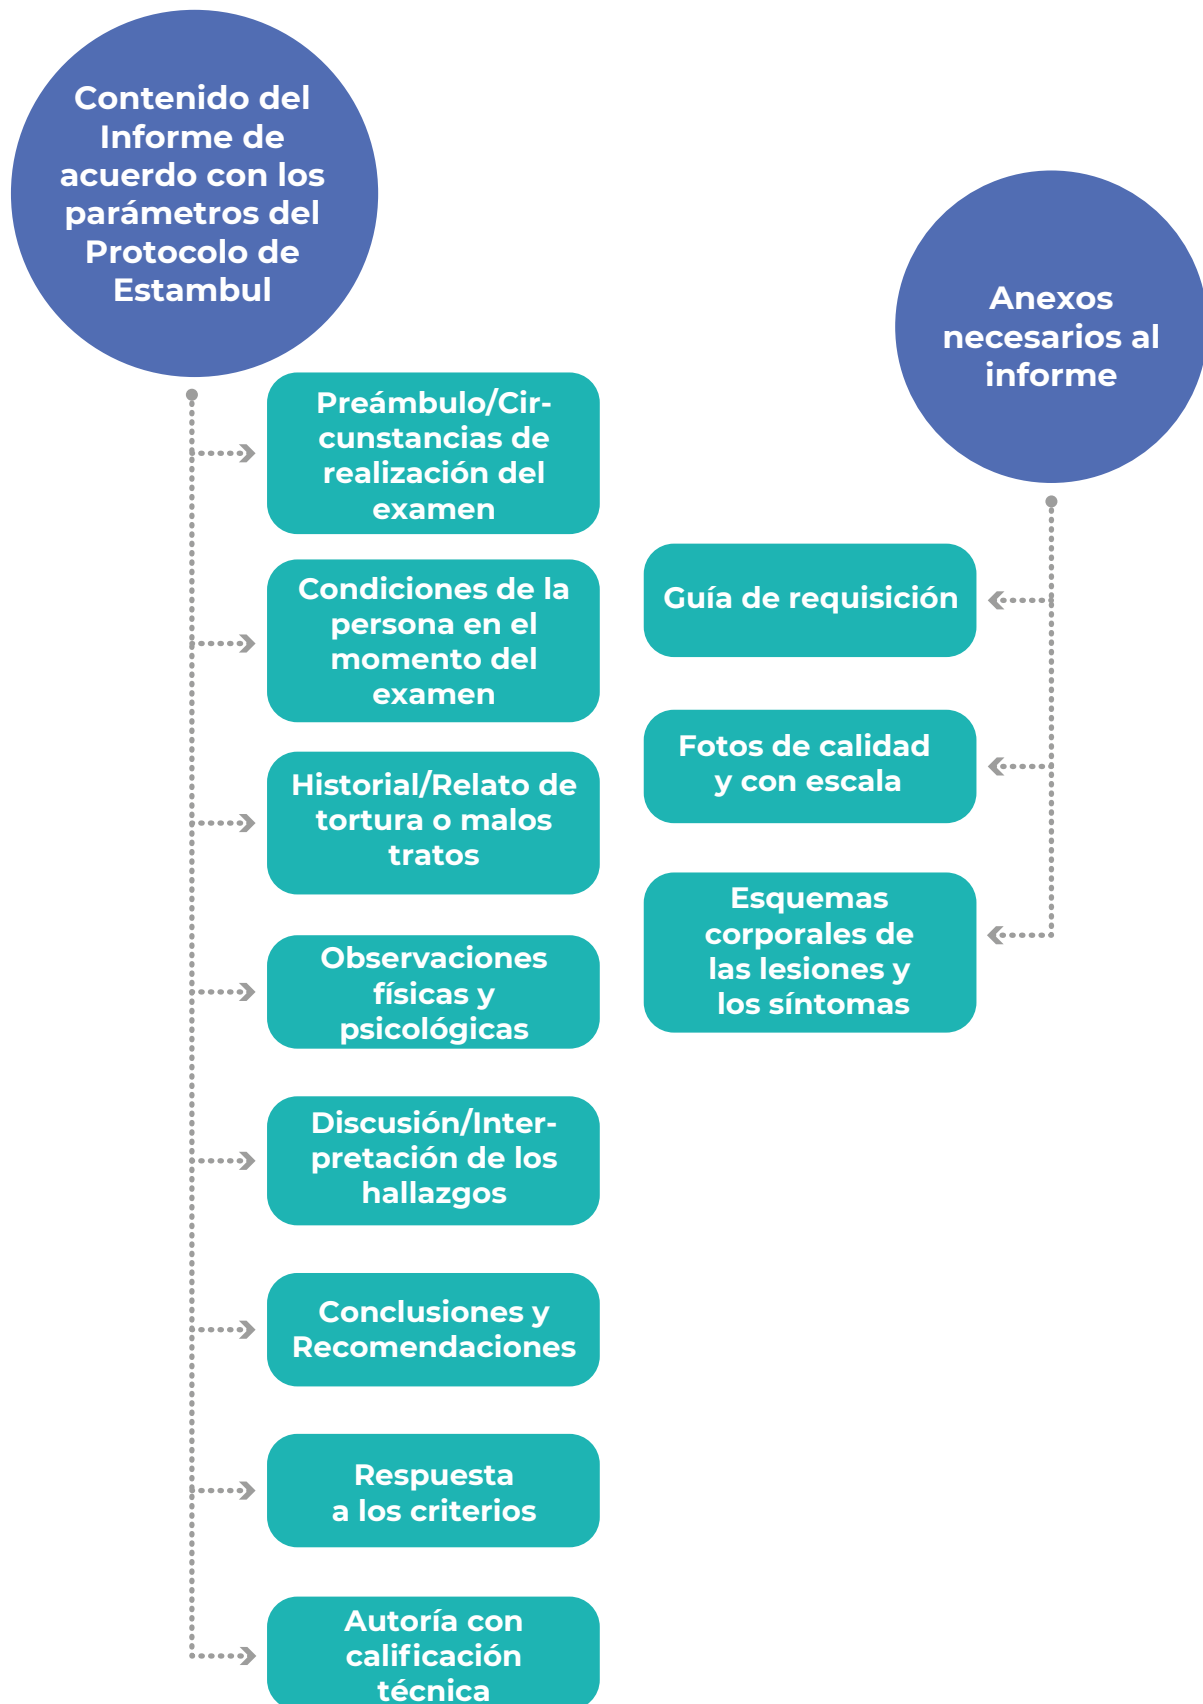 Contenido del
Informe de
acuerdo con los
parámetros del
Protocolo de
Estambul
Preámbulo/Cir-
cunstancias de
realización del
examen
Condiciones de la
persona en el
momento del
examen
Historial/Relato de
tortura o malos
tratos
Observaciones
físicas y
psicológicas
Discusión/Inter-
pretación de los
hallazgos
Conclusiones y
Recomendaciones
Respuesta
a los criterios
Autoría con
calificación
técnica
Anexos
necesarios al
informe
Guía de requisición
Fotos de calidad
y con escala
Esquemas
corporales de
las lesiones y
los síntomas